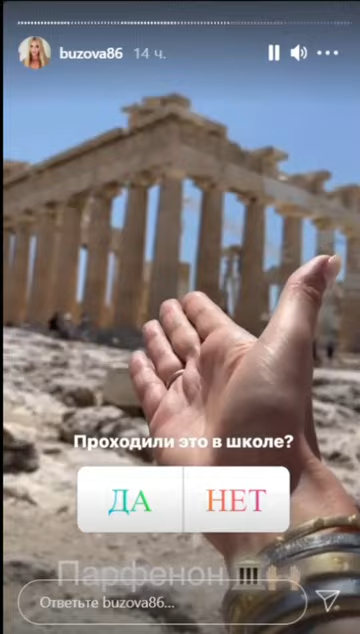 buzova86 14 ч.
Проходили это в школе?
ДА НЕТ
Парфенон
Ответьте buzova86...